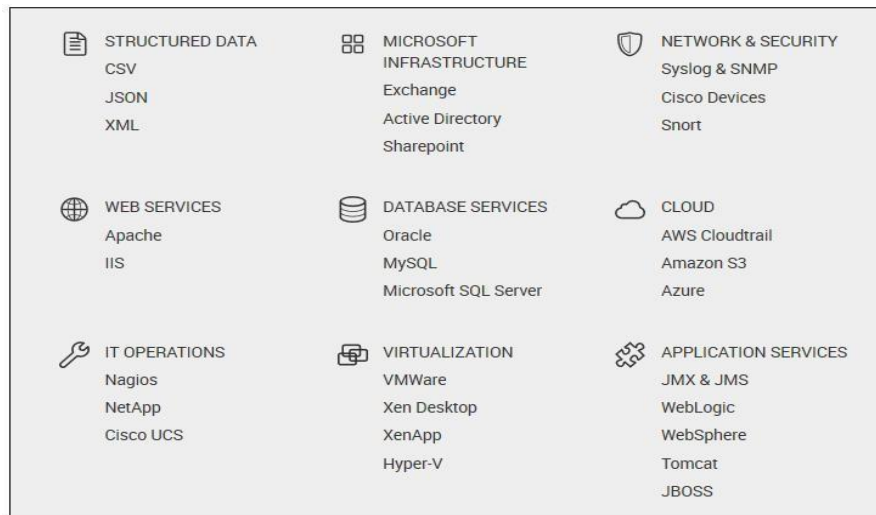 STRUCTURED DATA
CSV
JSON
XML
MICROSOFT
INFRASTRUCTURE
Exchange
Active Directory
Sharepoint
NETWORK & SECURITY
Syslog & SNMP
Cisco Devices
Snort
WEB SERVICES
Apache
IIS
DATABASE SERVICES
Oracle
MySQL
Microsoft SQL Server
CLOUD
AWS Cloudtrail
Amazon S3
Azure
IT OPERATIONS
Nagios
NetApp
Cisco UCS
VIRTUALIZATION
VMWare
Xen Desktop
XenApp
Hyper-V
APPLICATION SERVICES
JMX & JMS
WebLogic
WebSphere
Tomcat
JBOSS